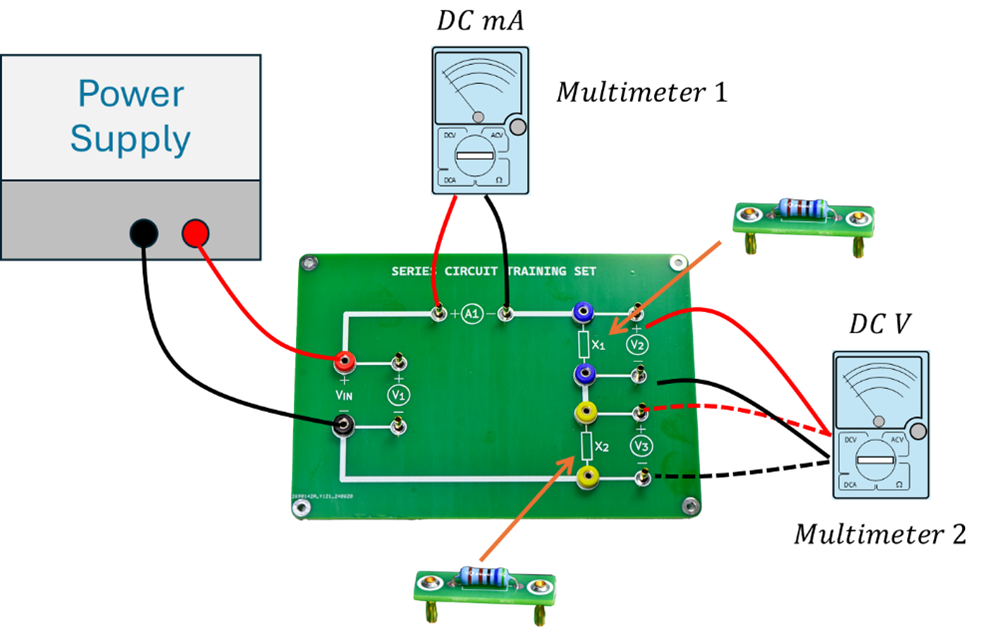 DC mA
Multimeter 1
Power
Supply
DCV
ACV
DCA
Ω
SERIES CIRCUIT TRAINING SET
+ A1 −
+
V2
−
X1
+
VIN
−
+
V1
−
+
V3
−
X2
DC V
DCV
ACV
DCA
Ω
Multimeter 2